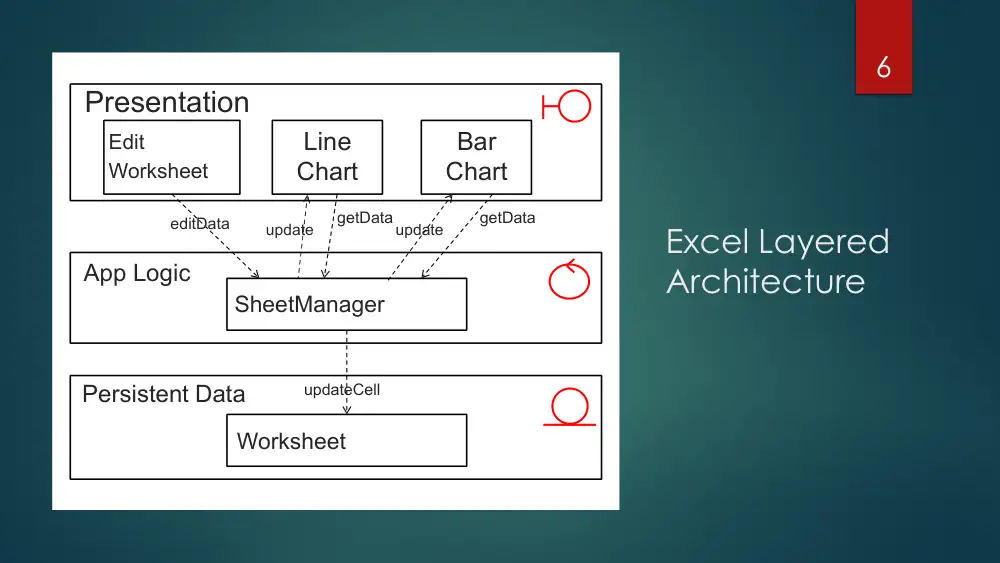 6
Presentation
Edit
Worksheet
Line
Chart
Bar
Chart
editData
update
getData
update
getData
App Logic
SheetManager
Persistent Data
updateCell
Worksheet
Excel Layered
Architecture